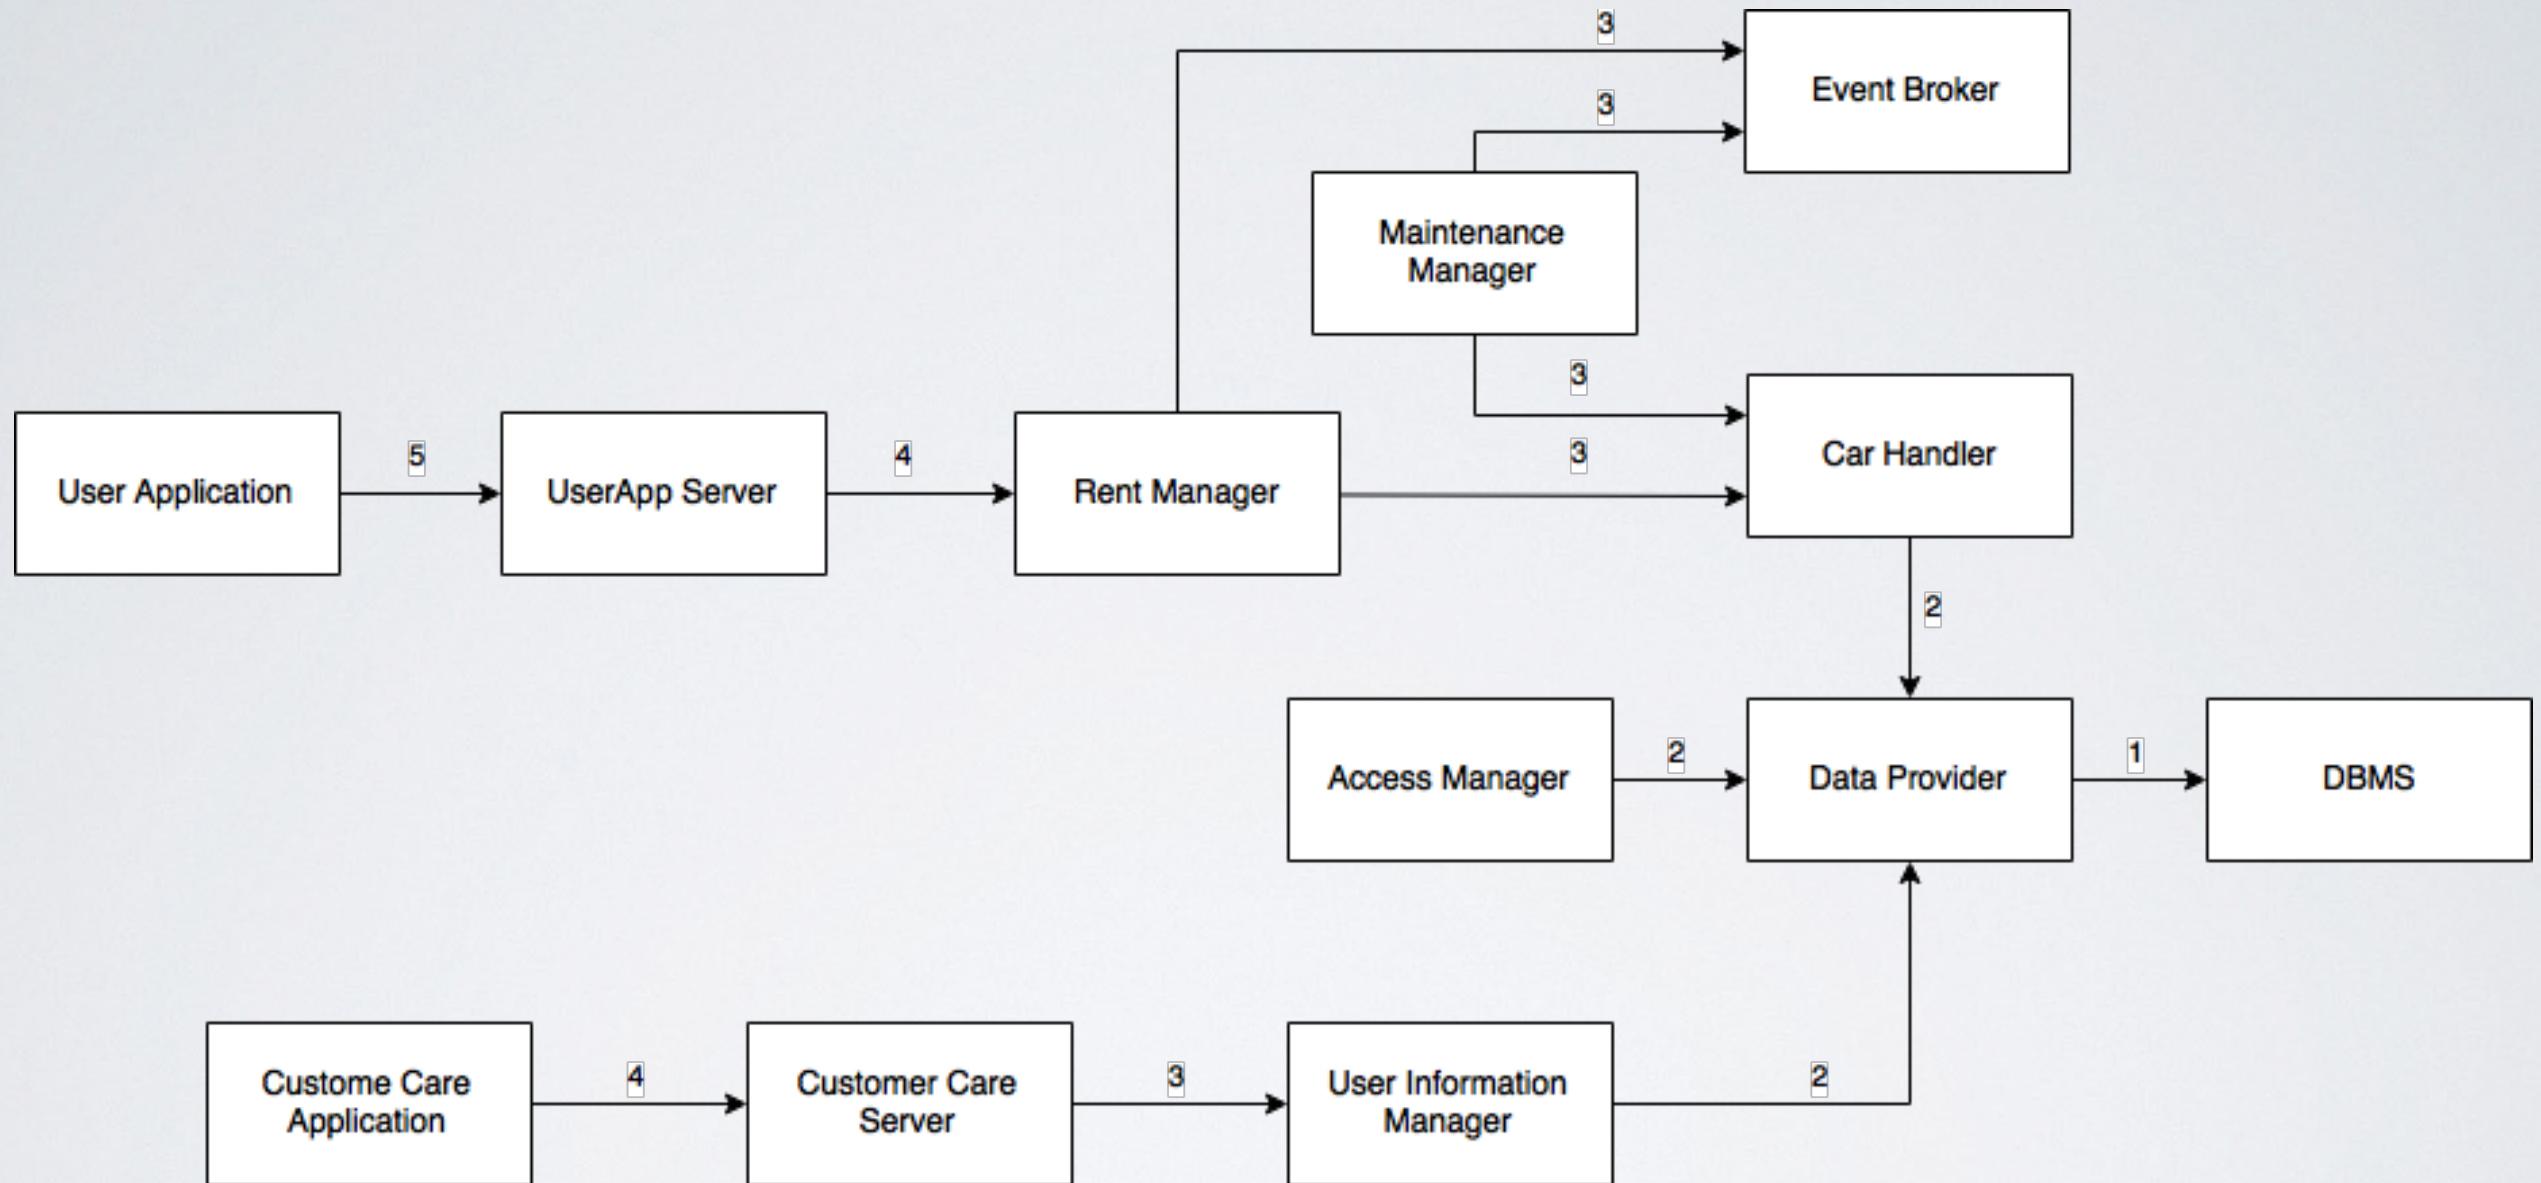 3
Event Broker
3
Maintenance
Manager
3
Car Handler
User Application
5
UserApp Server
4
Rent Manager
3
2
Access Manager
2
Data Provider
1
DBMS
Custome Care
Application
4
Customer Care
Server
3
User Information
Manager
2